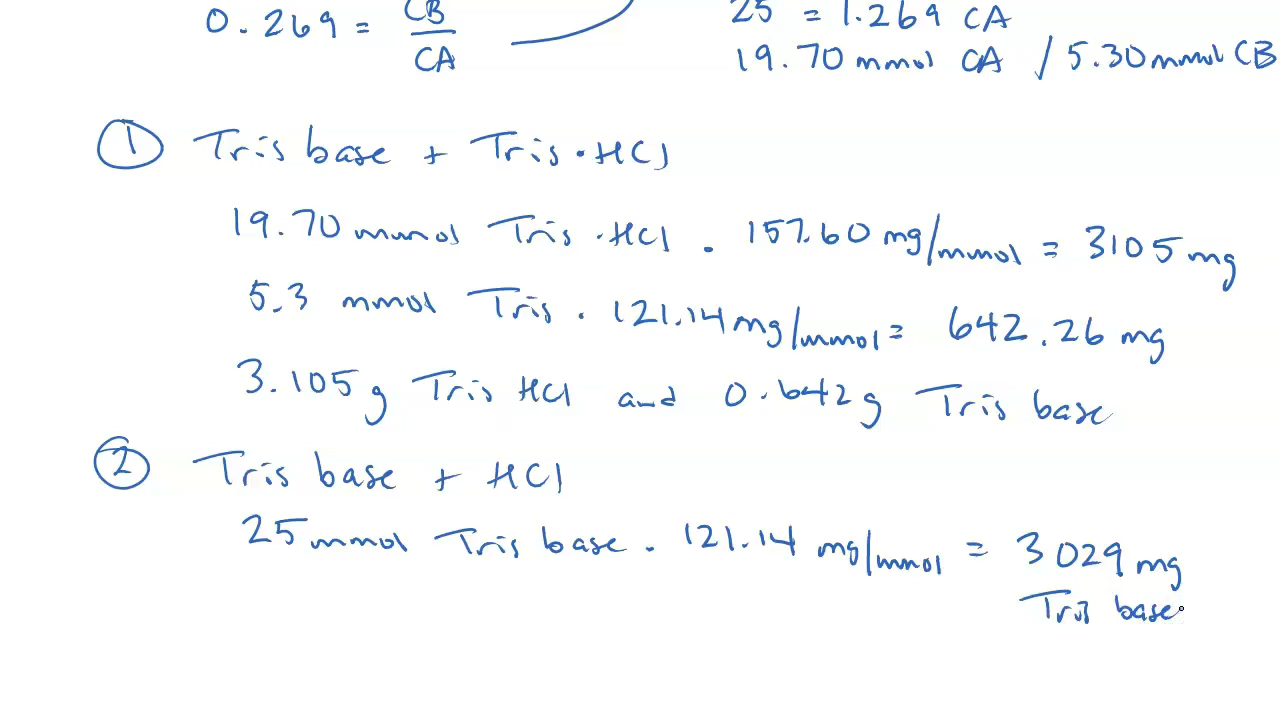 0.269 = CB
CA
25 = 1.269 CA
19.70 mmol CA / 5.30 mmol CB
① Tris base + Tris·HCl
19.70 mmol Tris·HCl · 157.60 mg/mmol = 3105 mg
5.3 mmol Tris · 121.14 mg/mmol = 642.26 mg
3.105 g Tris HCl and 0.642 g Tris base
② Tris base + HCl
25 mmol Tris base · 121.14 mg/mmol = 3029 mg
Tris base